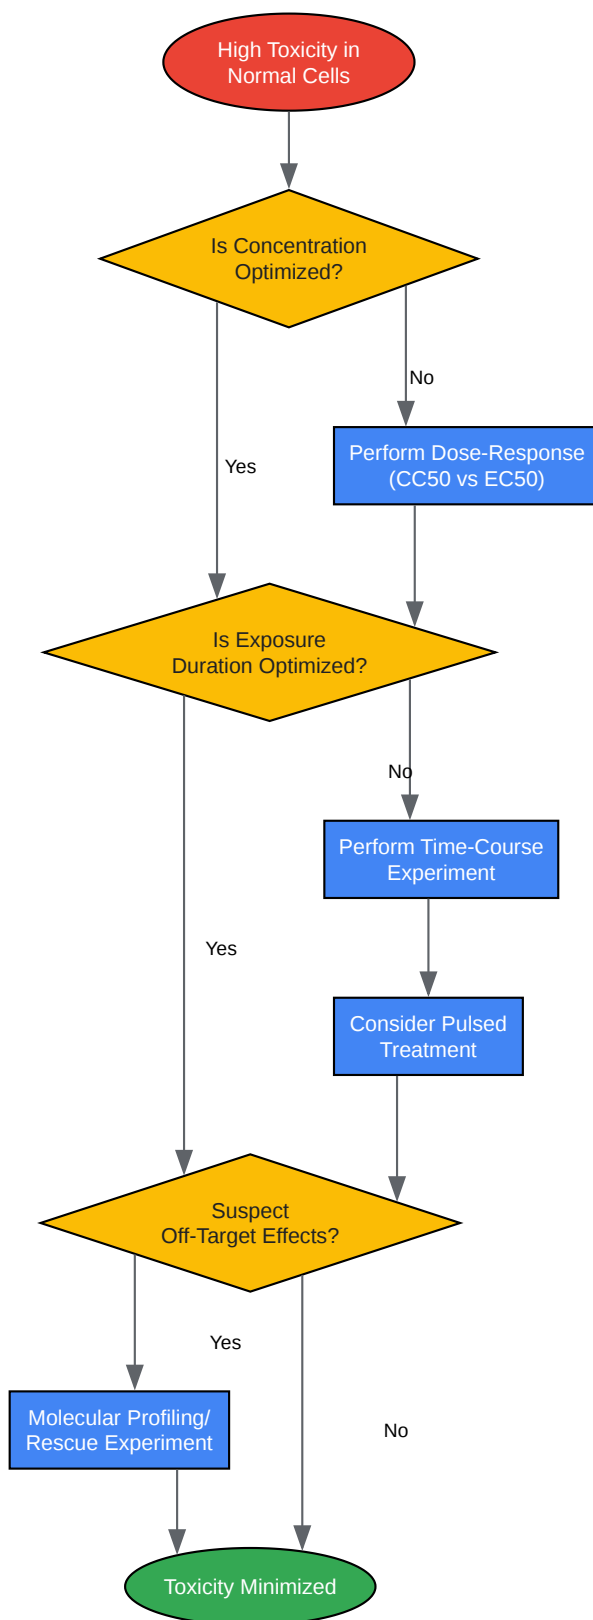 High Toxicity in
Normal Cells
Is Concentration
Optimized?
No
Perform Dose-Response
(CC50 vs EC50)
Yes
Is Exposure
Duration Optimized?
No
Perform Time-Course
Experiment
Yes
Consider Pulsed
Treatment
Suspect
Off-Target Effects?
Yes
Molecular Profiling/
Rescue Experiment
No
Toxicity Minimized